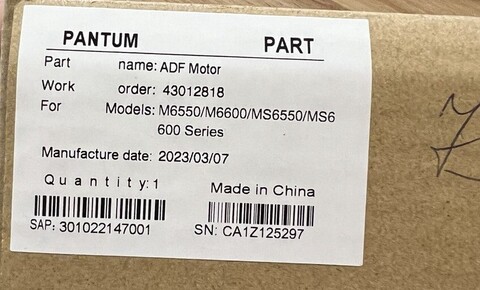 PANTUM PART
Part name: ADF Motor
Work order: 43012818
For Models: M6550/M6600/MS6550/MS6
600 Series
Manufacture date: 2023/03/07
Quantity:1 Made in China
SAP: 301022147001 SN: CA1Z125297